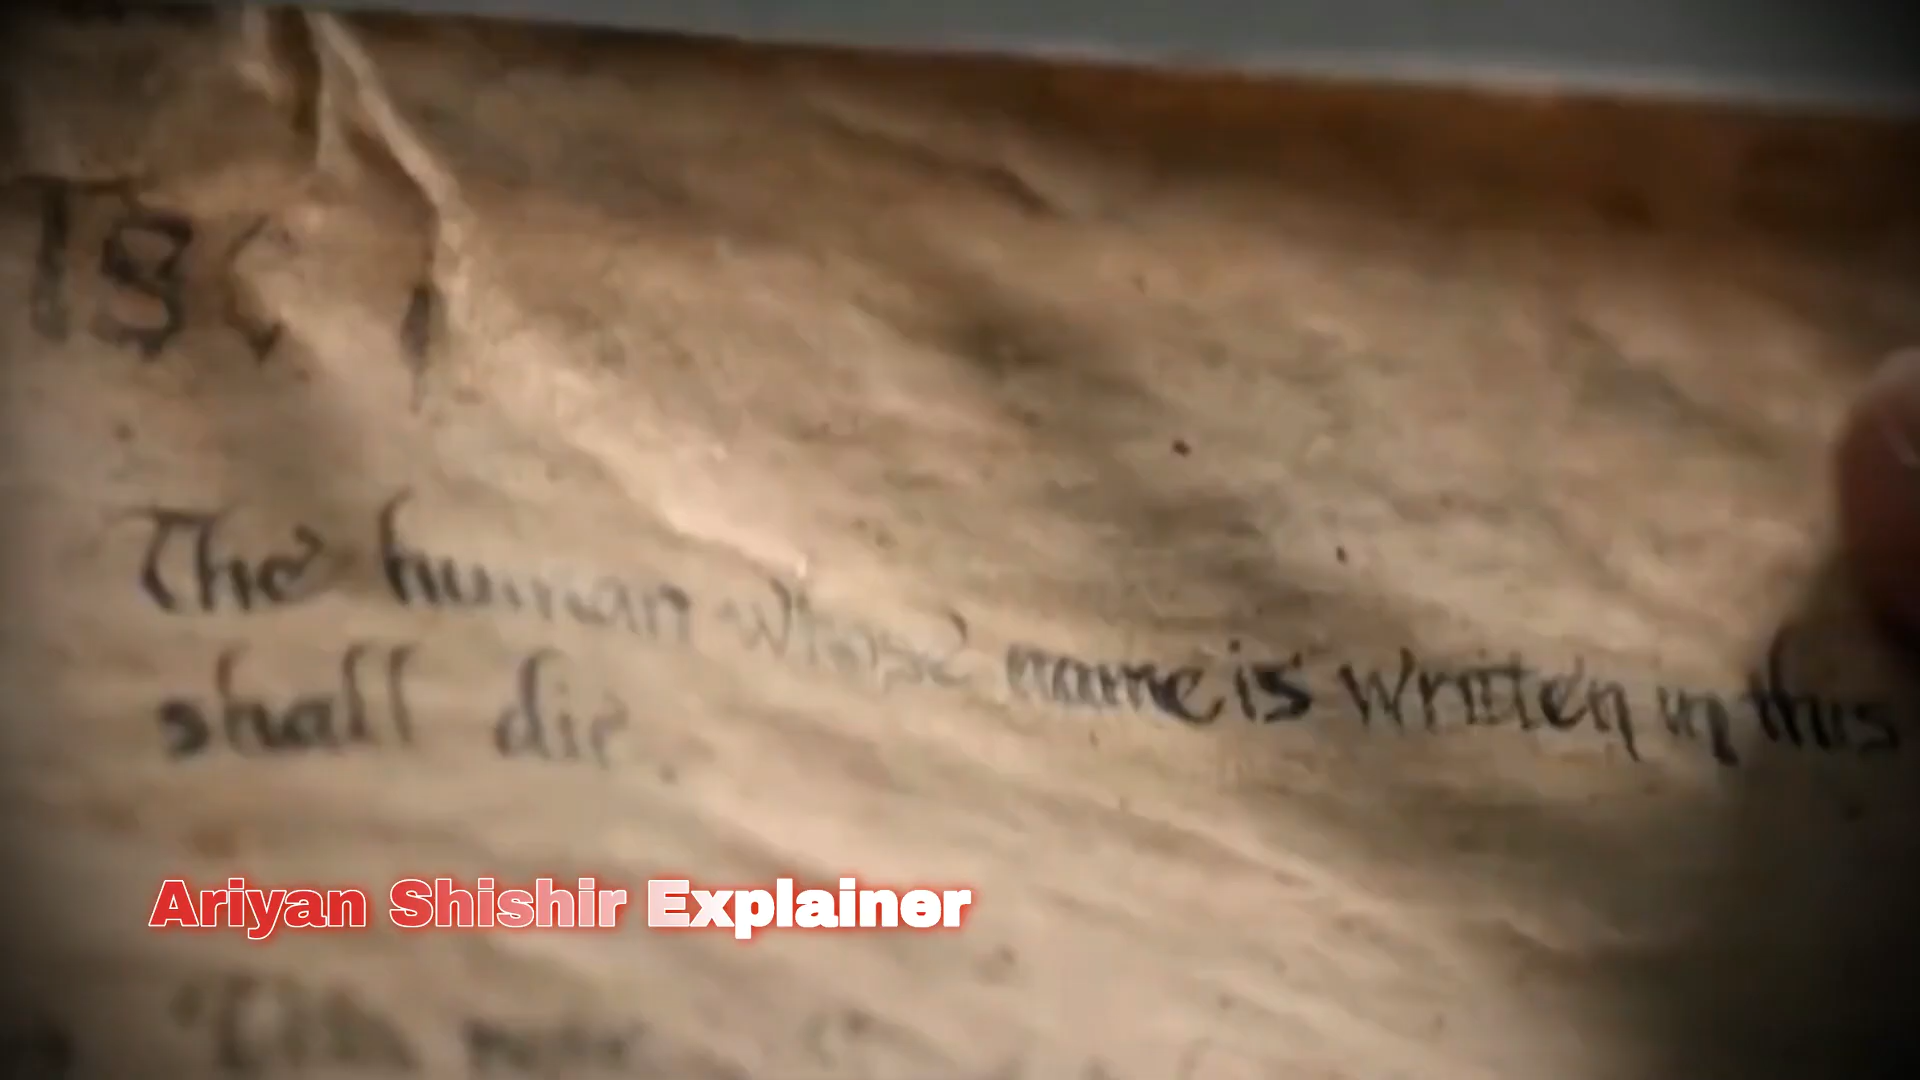 The human whose name is written in this
shall die.
Ariyan Shishir Explainer